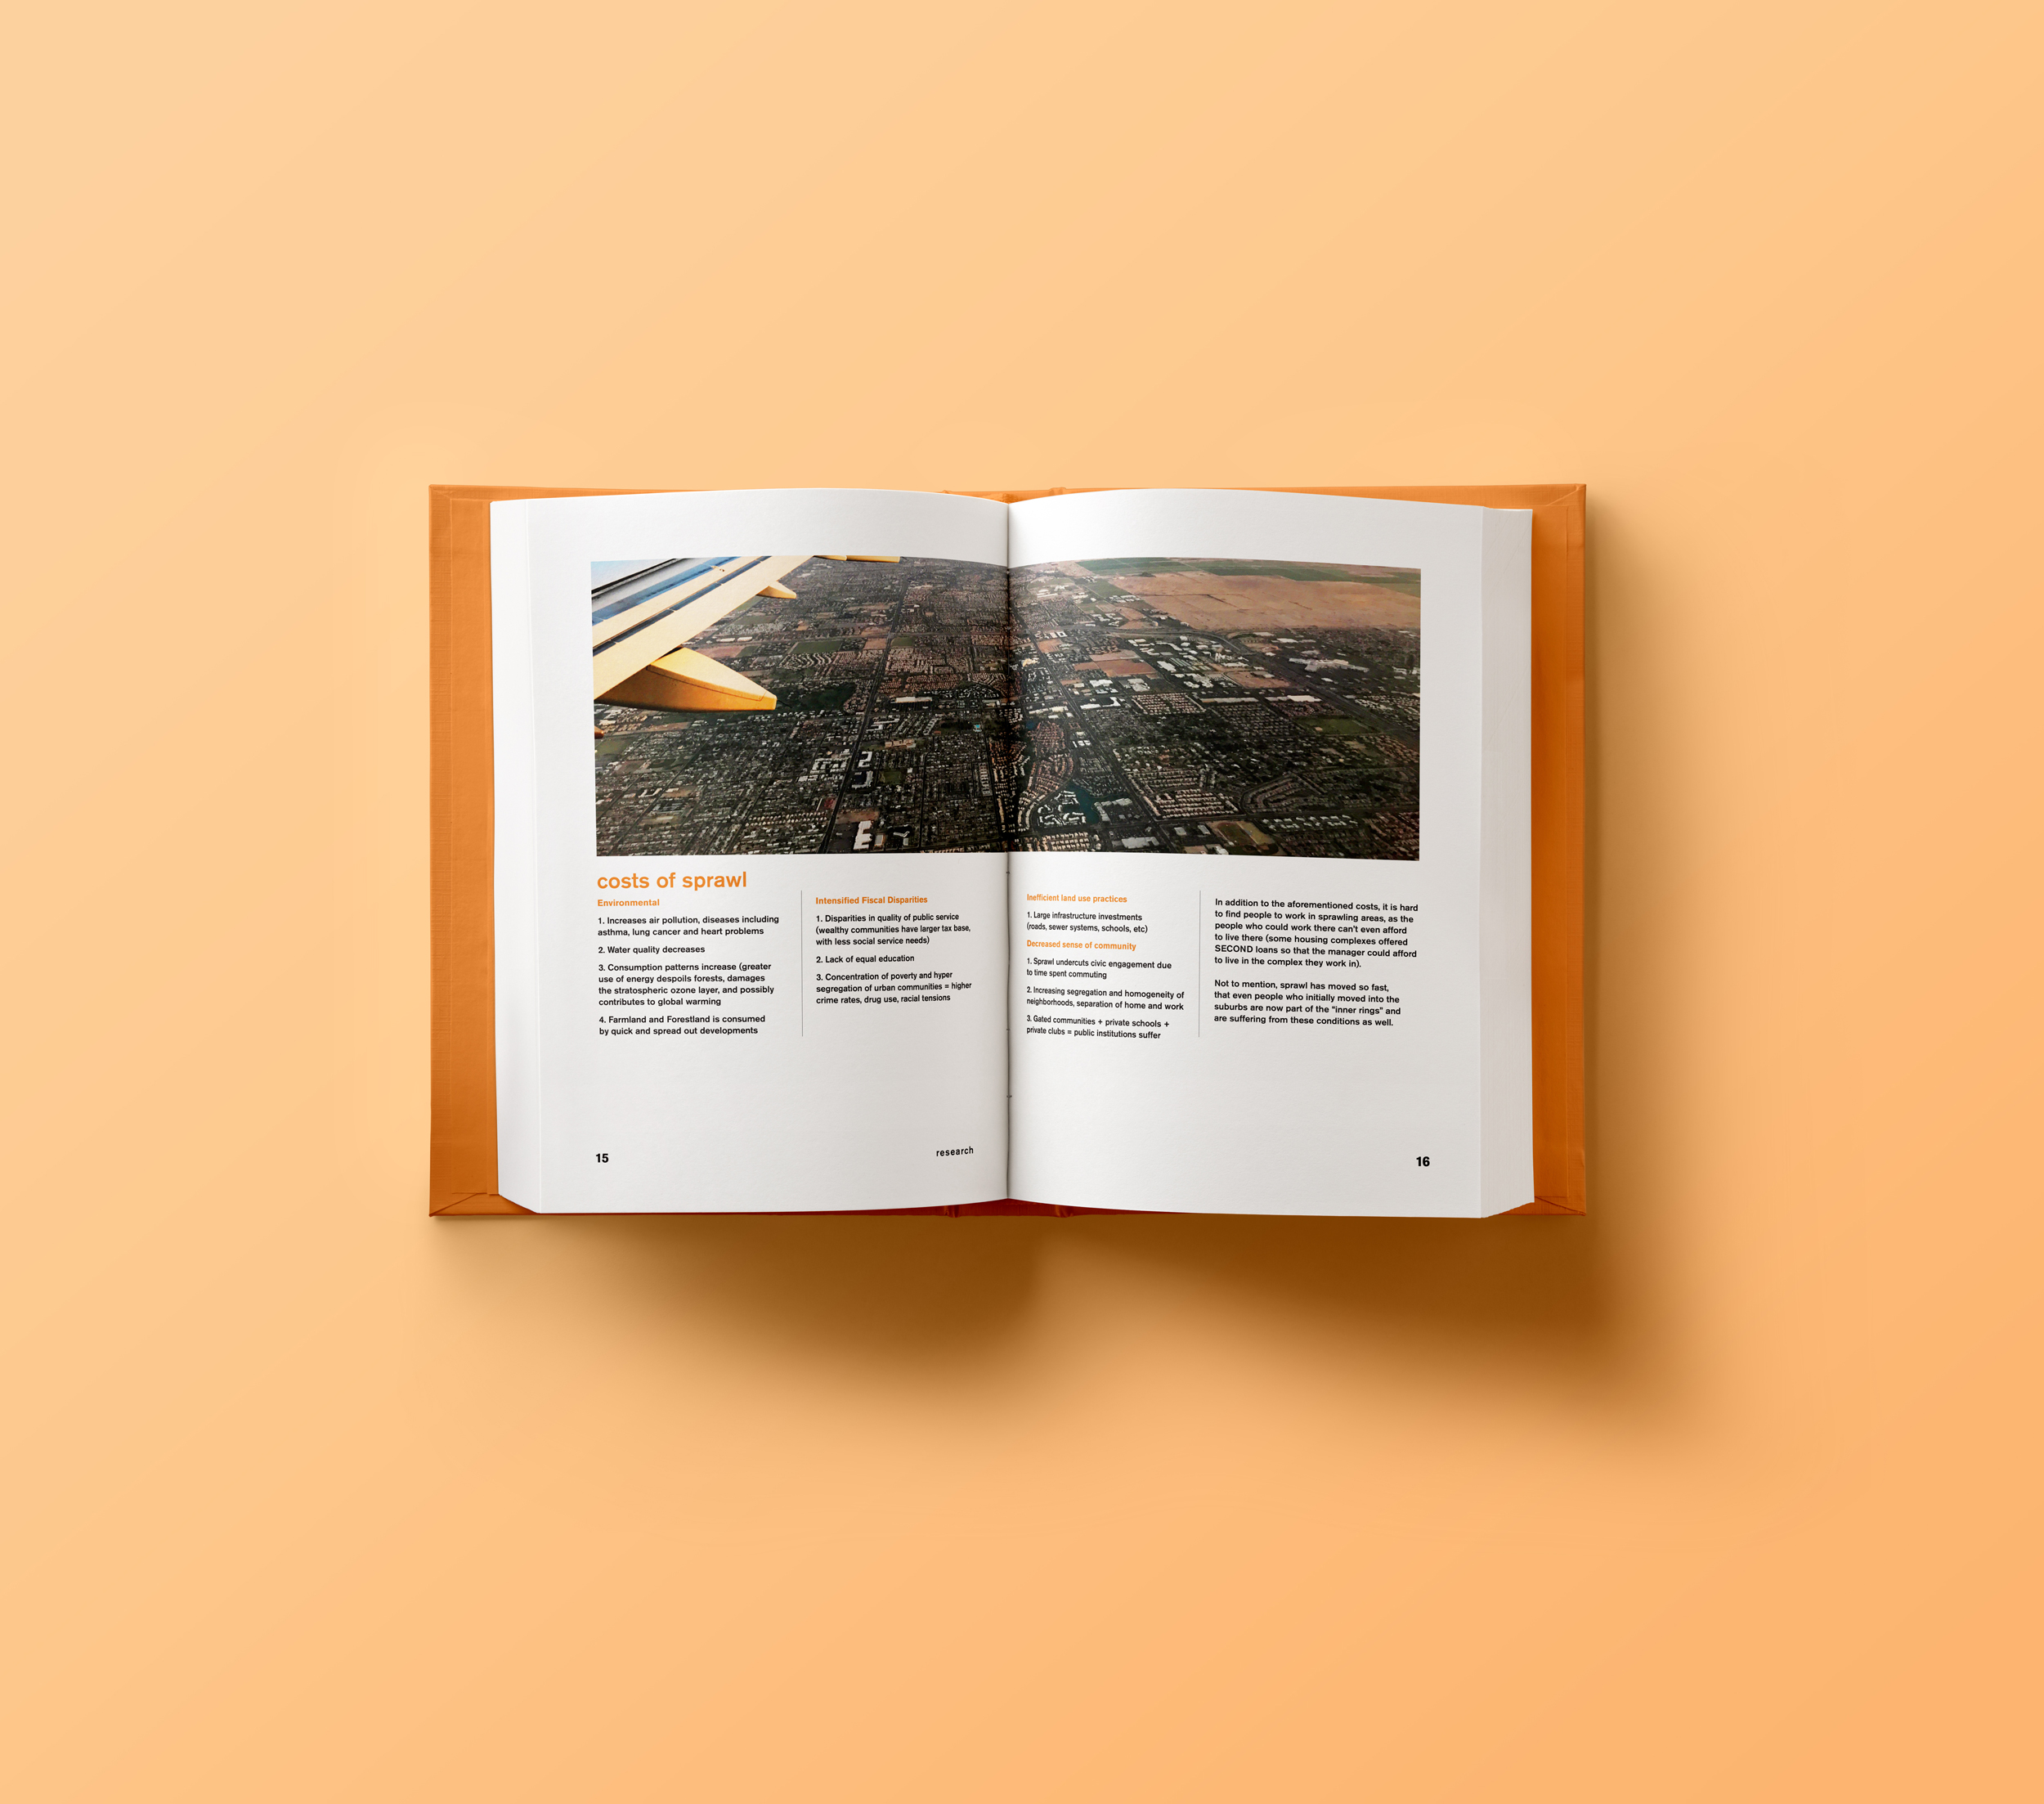 costs of sprawl
Environmental
1. Increases air pollution, diseases including
asthma, lung cancer and heart problems
2. Water quality decreases
3. Consumption patterns increase (greater
use of energy despoils forests, damages
the stratospheric ozone layer, and possibly
contributes to global warming
4. Farmland and Forestland is consumed
by quick and spread out developments
Intensified Fiscal Disparities
1. Disparities in quality of public service
(wealthy communities have larger tax base,
with less social service needs)
2. Lack of equal education
3. Concentration of poverty and hyper
segregation of urban communities = higher
crime rates, drug use, racial tensions
15
research
Inefficient land use practices
1. Large infrastructure investments
(roads, sewer systems, schools, etc)
Decreased sense of community
1. Sprawl undercuts civic engagement due
to time spent commuting
2. Increasing segregation and homogeneity of
neighborhoods, separation of home and work
3. Gated communities + private schools +
private clubs = public institutions suffer
In addition to the aforementioned costs, it is hard
to find people to work in sprawling areas, as the
people who could work there can't even afford
to live there (some housing complexes offered
SECOND loans so that the manager could afford
to live in the complex they work in).
Not to mention, sprawl has moved so fast,
that even people who initially moved into the
suburbs are now part of the "inner rings" and
are suffering from these conditions as well.
16